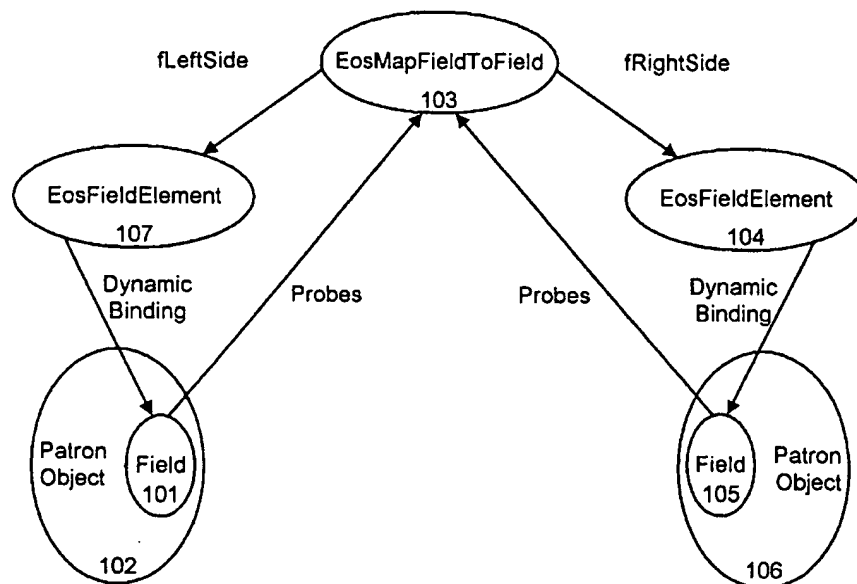 fLeftSide
EosMapFieldToField
103
fRightSide
EosFieldElement
107
EosFieldElement
104
Dynamic
Binding
Probes
Probes
Dynamic
Binding
Patron
Object
Field
101
102
Field
105
Patron
Object
106